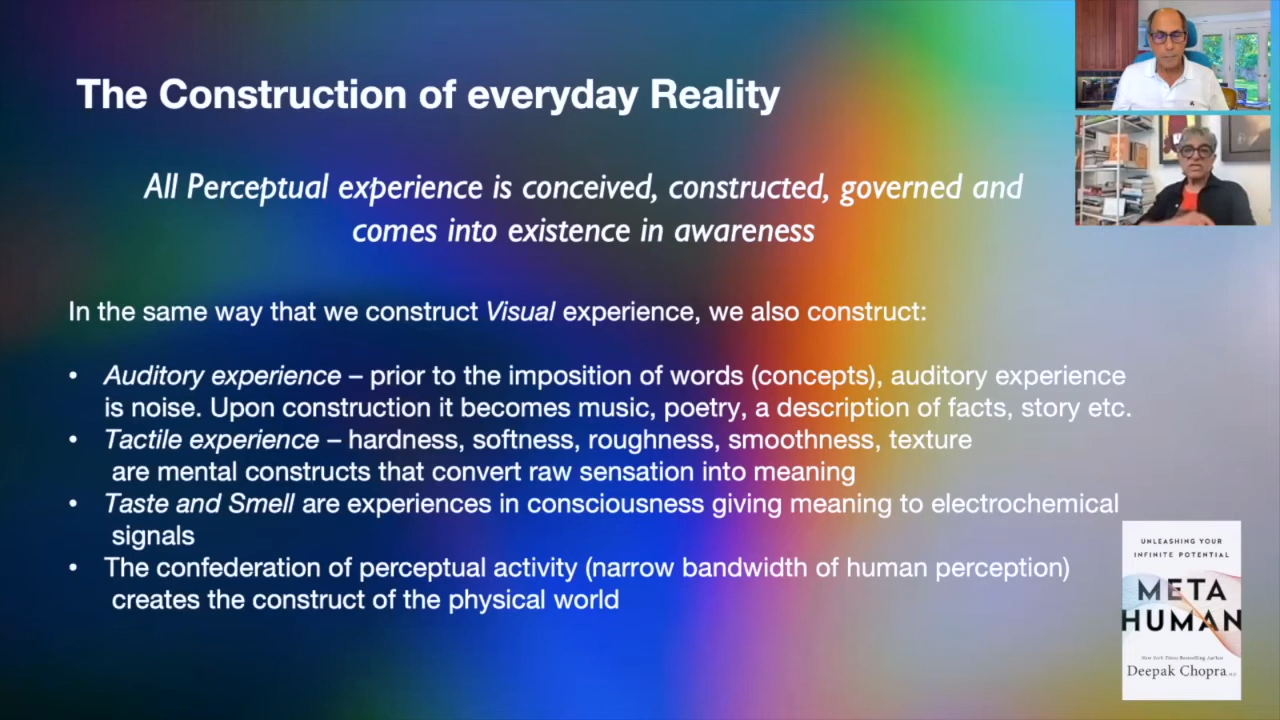 The Construction of everyday Reality
All Perceptual experience is conceived, constructed, governed and
comes into existence in awareness
In the same way that we construct Visual experience, we also construct:
• Auditory experience – prior to the imposition of words (concepts), auditory experience
is noise. Upon construction it becomes music, poetry, a description of facts, story etc.
• Tactile experience – hardness, softness, roughness, smoothness, texture
are mental constructs that convert raw sensation into meaning
• Taste and Smell are experiences in consciousness giving meaning to electrochemical
signals
• The confederation of perceptual activity (narrow bandwidth of human perception)
creates the construct of the physical world
UNLEASHING YOUR
INFINITE POTENTIAL
META
HUMAN
New York Times Bestselling Author
Deepak Chopra